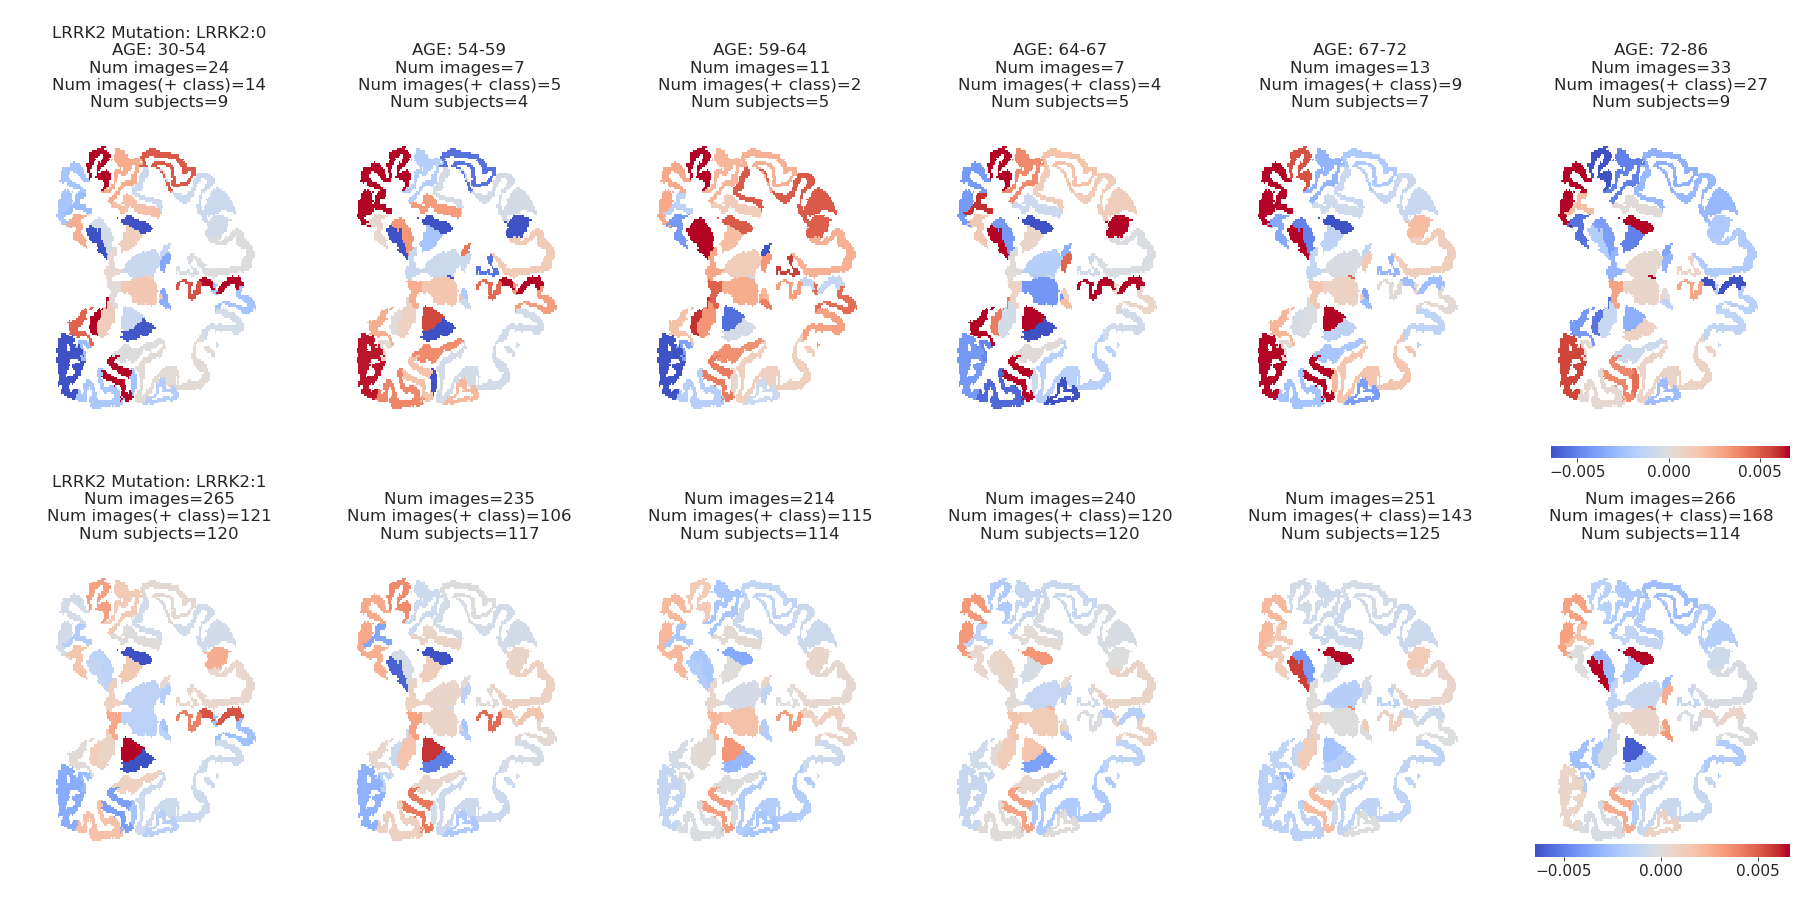 LRRK2 Mutation: LRRK2:0
AGE: 30-54
Num images=24
Num images(+ class)=14
Num subjects=9
AGE: 54-59
Num images=7
Num images(+ class)=5
Num subjects=4
AGE: 59-64
Num images=11
Num images(+ class)=2
Num subjects=5
AGE: 64-67
Num images=7
Num images(+ class)=4
Num subjects=5
AGE: 67-72
Num images=13
Num images(+ class)=9
Num subjects=7
AGE: 72-86
Num images=33
Num images(+ class)=27
Num subjects=9
−0.005 0.000 0.005
LRRK2 Mutation: LRRK2:1
Num images=265
Num images(+ class)=121
Num subjects=120
Num images=235
Num images(+ class)=106
Num subjects=117
Num images=214
Num images(+ class)=115
Num subjects=114
Num images=240
Num images(+ class)=120
Num subjects=120
Num images=251
Num images(+ class)=143
Num subjects=125
Num images=266
Num images(+ class)=168
Num subjects=114
−0.005 0.000 0.005